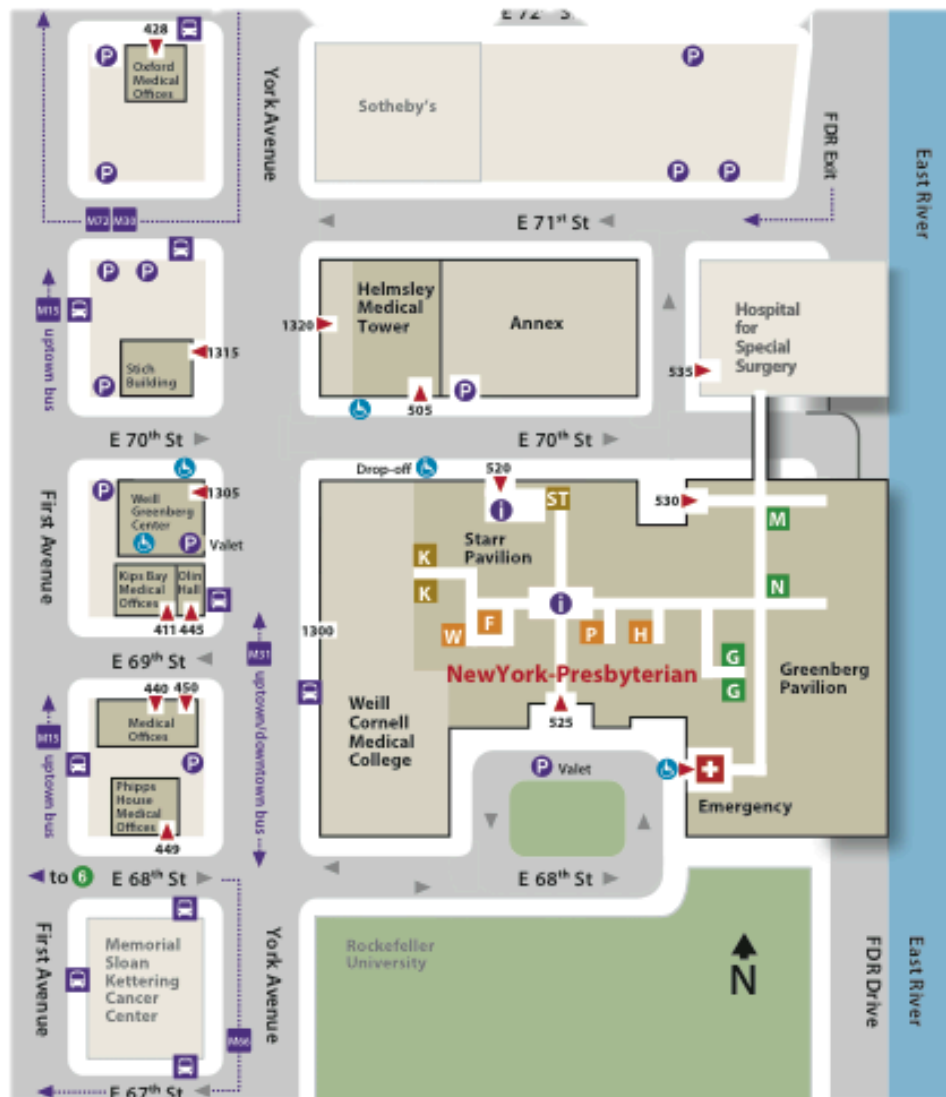 E 72nd St
428
Oxford
Medical
Offices
P
P
York Avenue
Sotheby's
P
P
P
FDR Exit
East River
M72 M30
E 71st St
P
P
M15
uptown bus
1315
Stich
Building
P
Helmsley
Medical
Tower
1320
Annex
505
P
Hospital
for
Special
Surgery
535
E 70th St
E 70th St
First Avenue
P
1305
Weill
Greenberg
Center
P
Valet
Kips Bay
Medical
Offices
Olin
Hall
411
445
Drop-off
520
i
ST
Starr
Pavilion
530
M
N
K
K
W
F
i
P
H
G
G
1300
NewYork-Presbyterian
Greenberg
Pavilion
525
Weill
Cornell
Medical
College
E 69th St
M31
uptown/downtown bus
M15
uptown bus
440
450
Medical
Offices
P
Phipps
House
Medical
Offices
449
P
Valet
Emergency
to 6
E 68th St
E 68th St
First Avenue
Memorial
Sloan
Kettering
Cancer
Center
York Avenue
M66
Rockefeller
University
N
FDR Drive
East River
E 67th St